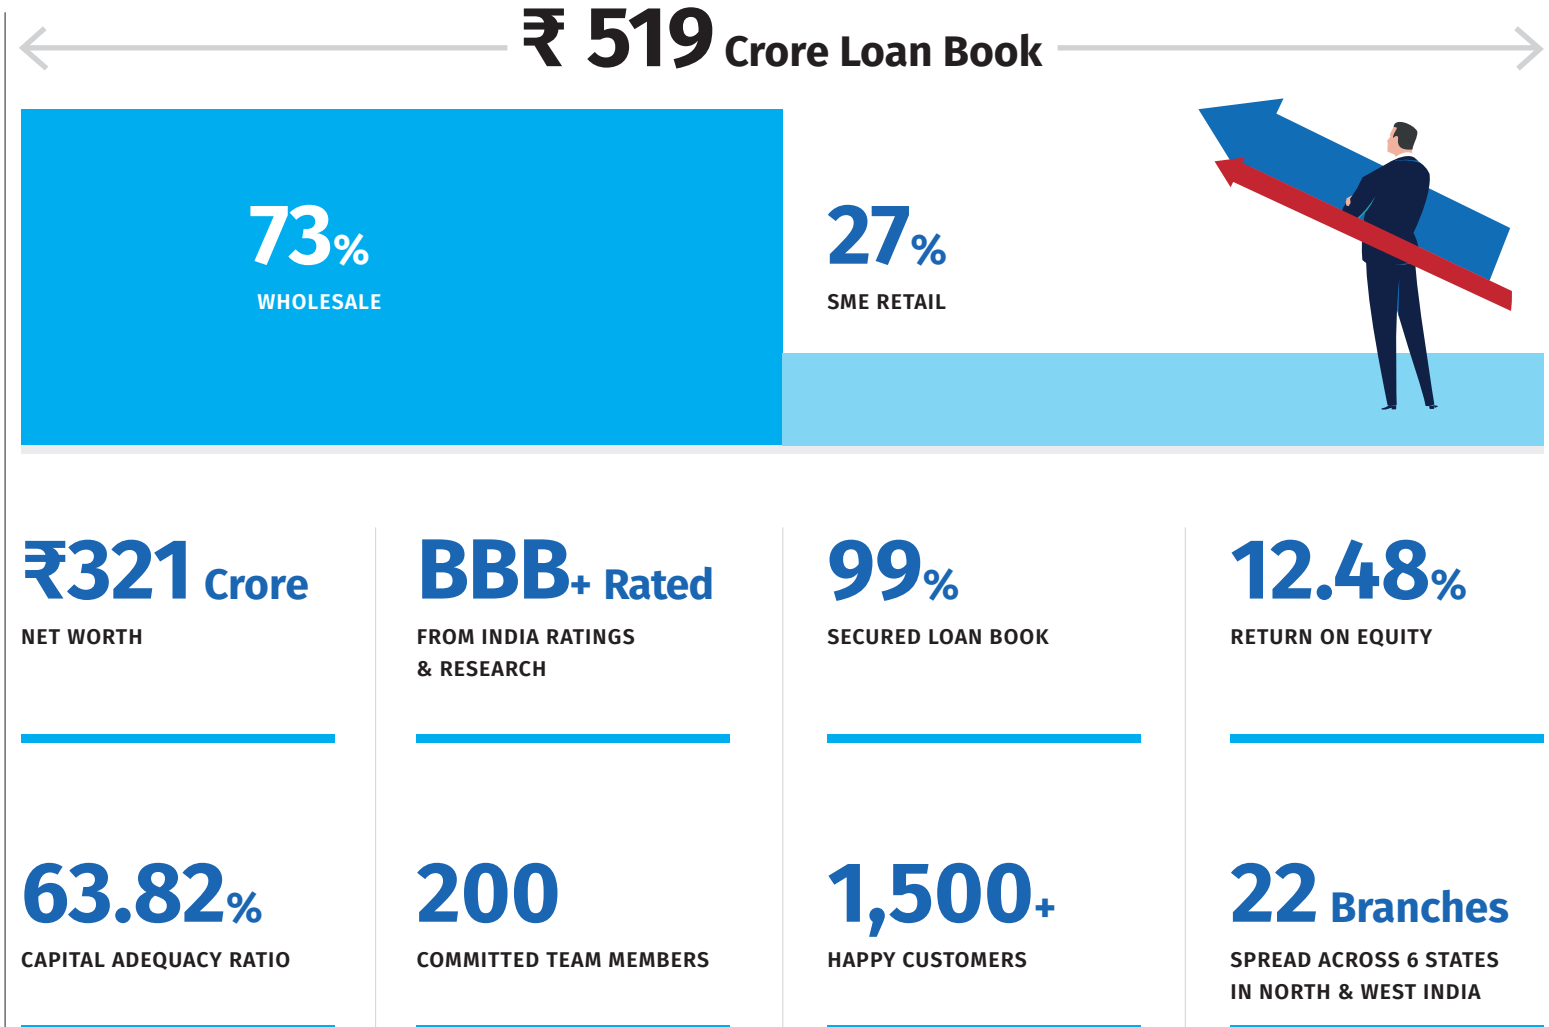 ₹ 519 Crore Loan Book
73%
WHOLESALE
27%
SME RETAIL
₹321 Crore
NET WORTH
BBB+ Rated
FROM INDIA RATINGS
& RESEARCH
99%
SECURED LOAN BOOK
12.48%
RETURN ON EQUITY
63.82%
CAPITAL ADEQUACY RATIO
200
COMMITTED TEAM MEMBERS
1,500+
HAPPY CUSTOMERS
22 Branches
SPREAD ACROSS 6 STATES
IN NORTH & WEST INDIA